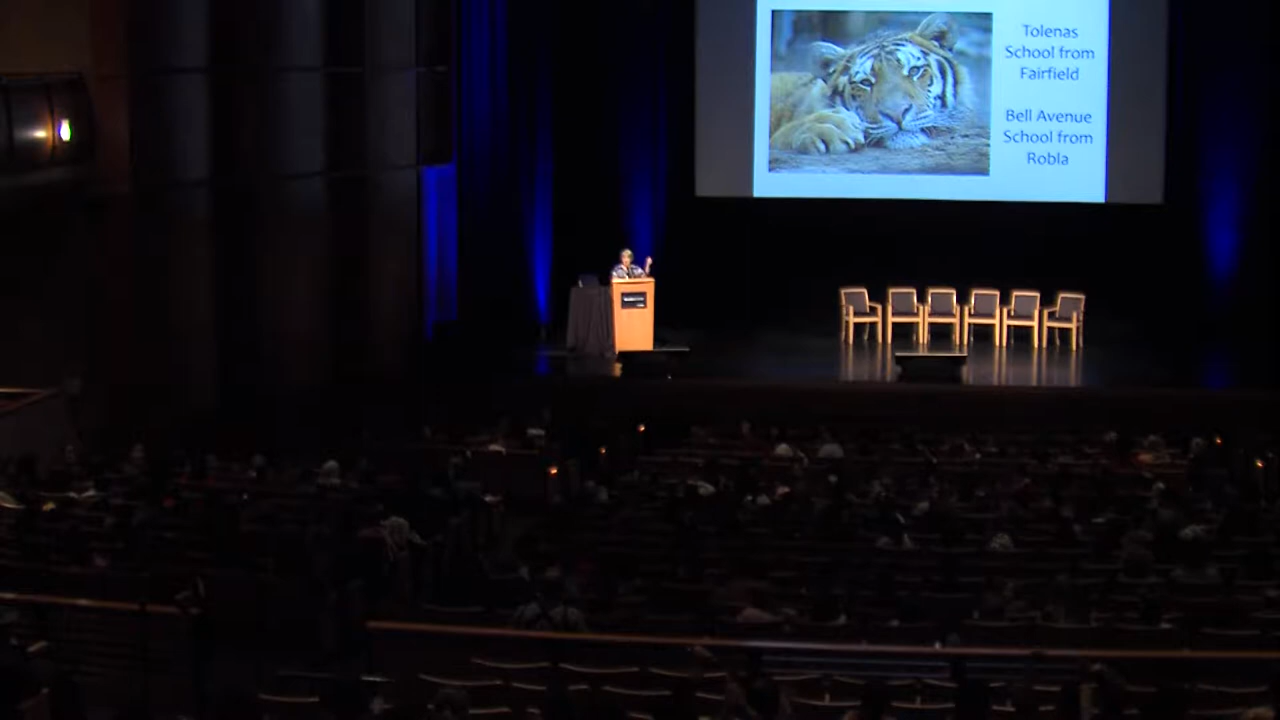 Tolenas
School from
Fairfield
Bell Avenue
School from
Robla